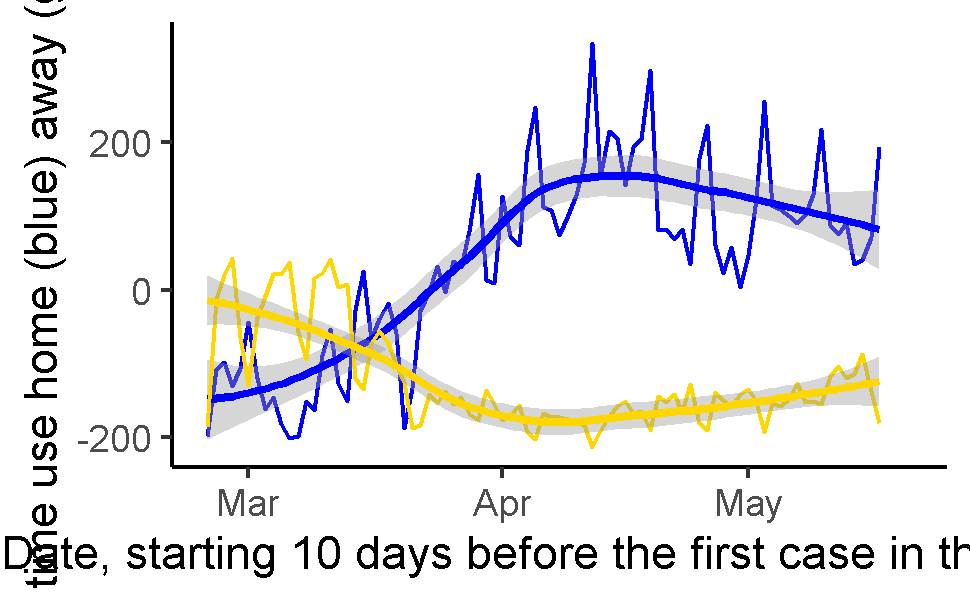 time use home (blue) away (
200
0
-200
Mar Apr May
Date, starting 10 days before the first case in th